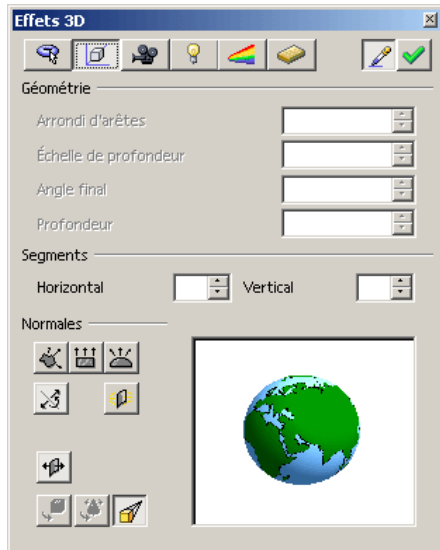 Effets 3D
Géométrie
Arrondi d'arêtes
Échelle de profondeur
Angle final
Profondeur
Segments
Horizontal Vertical
Normales